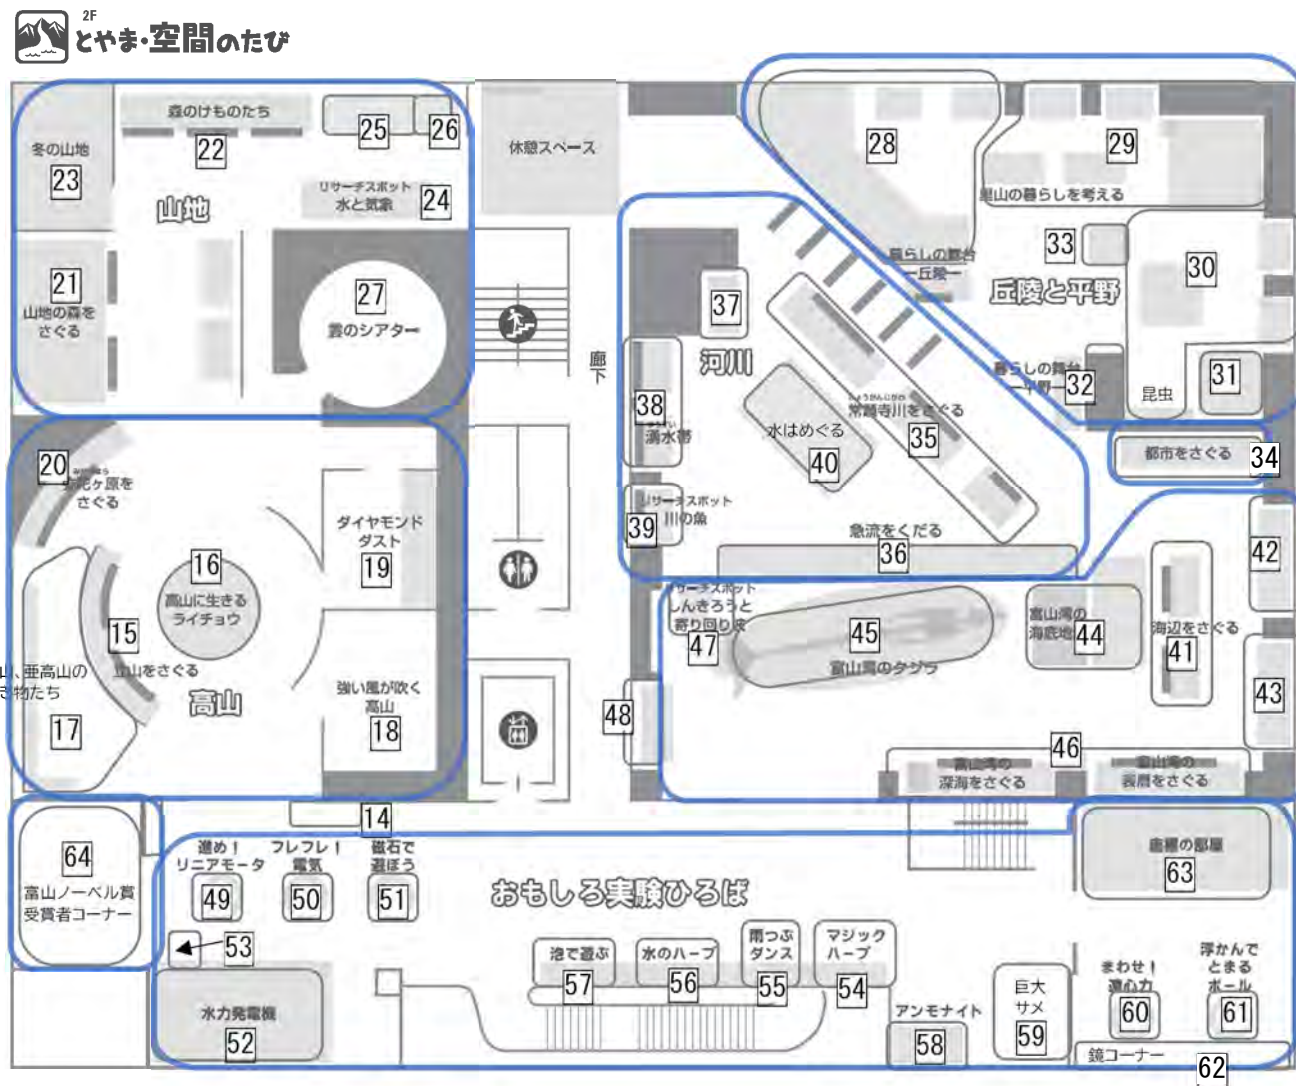 2F
とやま・空間のたび
森のけものたち
22
25
26
休憩スペース
冬の山地
23
山地
リサーチスポット
水と気象
24
21
山地の森を
さぐる
27
雲のシアター
廊下
28
29
里山の暮らしを考える
暮らしの舞台
―丘陵―
33
30
丘陵と平野
暮らしの舞台
―平野―
32
昆虫
31
都市をさぐる
34
37
河川
38
湧水帯
じょうがんじがわ
常願寺川をさぐる
35
水はめぐる
40
リサーチスポット
川の魚
39
急流をくだる
36
20
ヶ原を
さぐる
ダイヤモンド
ダスト
19
16
高山に生きる
ライチョウ
15
立山をさぐる
山、亜高山の
き物たち
17
高山
強い風が吹く
高山
18
リサーチスポット
しんきろうと
寄り回り波
47
45
富山湾のクジラ
富山湾の
海底地
44
海辺をさぐる
41
42
43
48
46
富山湾の
深海をさぐる
富山湾の
表層をさぐる
14
64
富山ノーベル賞
受賞者コーナー
進め！
リニアモータ
49
フレフレ！
電気
50
磁石で
遊ぼう
51
おもしろ実験ひろば
53
水力発電機
52
泡で遊ぶ
57
水のハープ
56
雨つぶ
ダンス
55
マジック
ハープ
54
アンモナイト
58
巨大
サメ
59
の部屋
63
まわせ！
遠心力
60
浮かんで
とまる
ボール
61
鏡コーナー
62